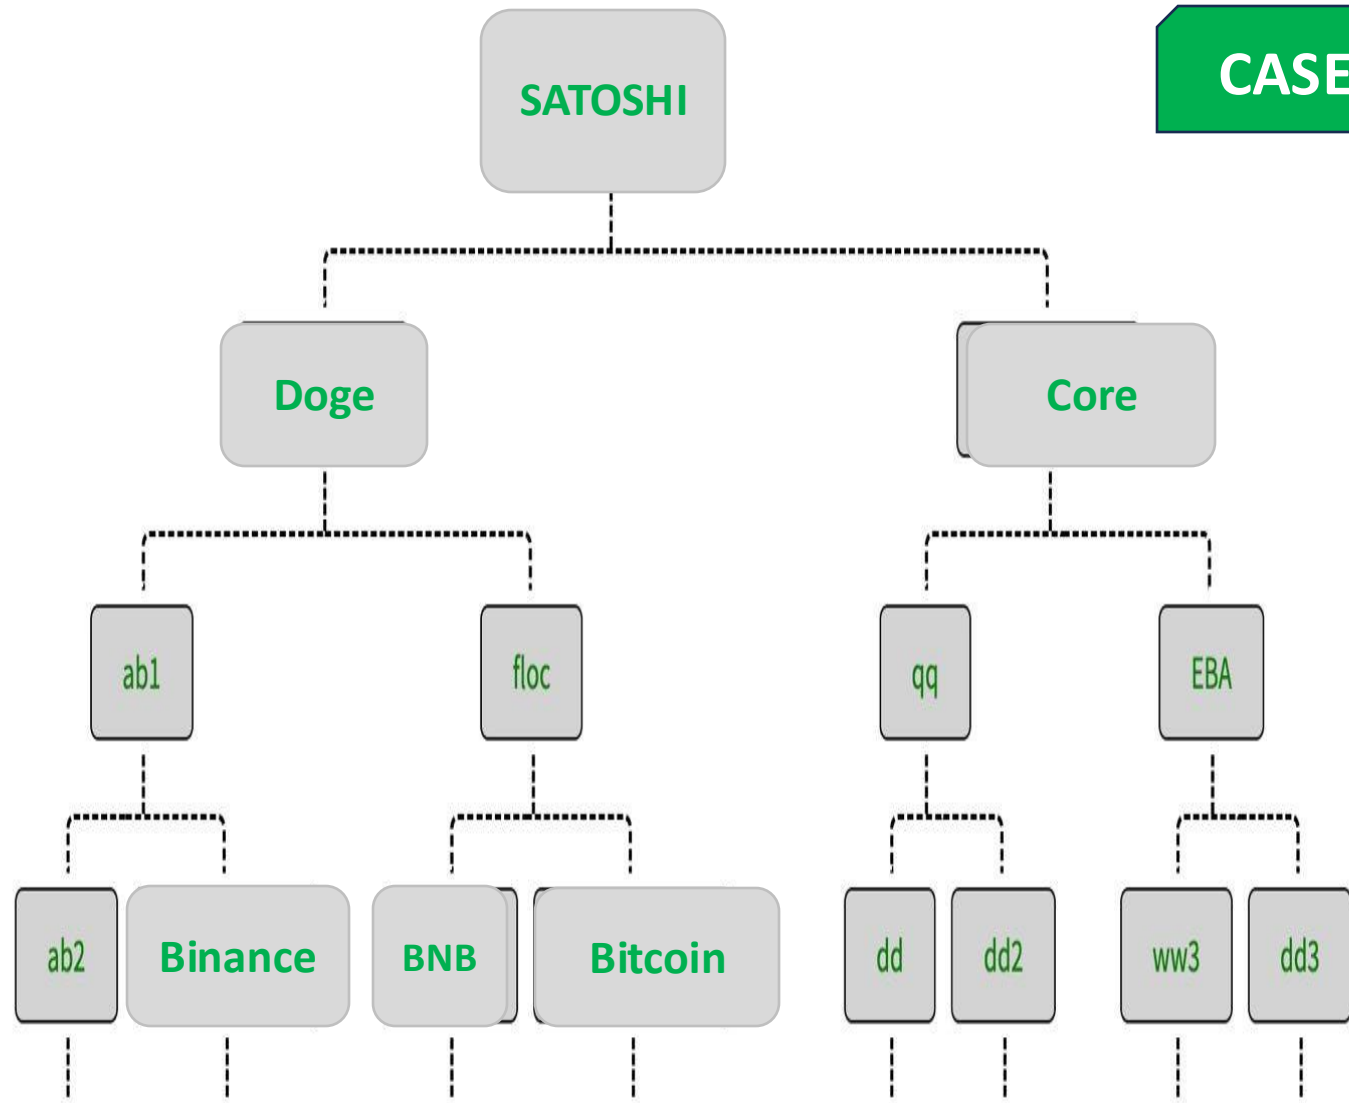 SATOSHI
CASE
Doge
Core
ab1
floc
qq
EBA
ab2
Binance
BNB
Bitcoin
dd
dd2
ww3
dd3